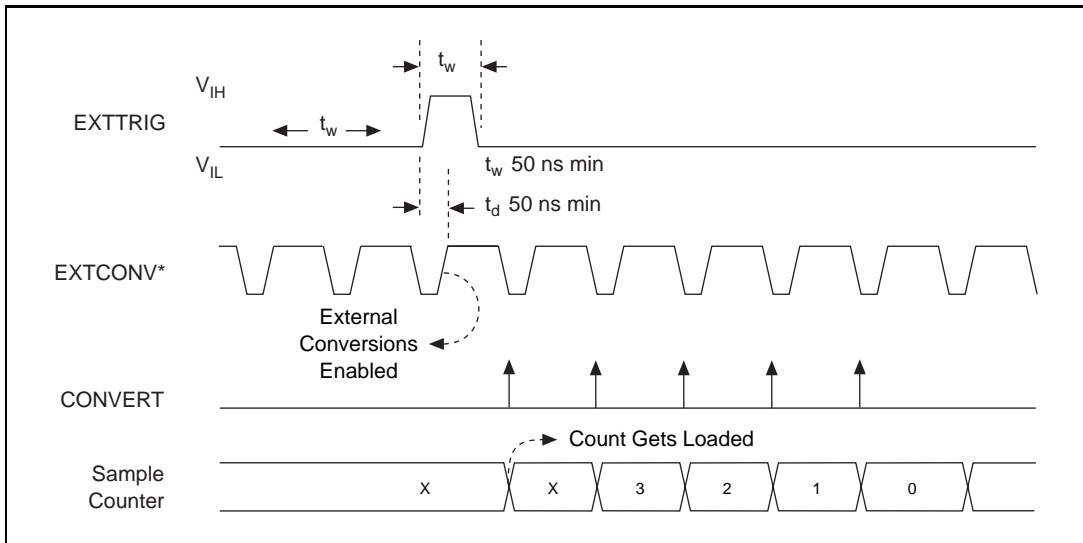 t_w
V_IH
EXTTRIG
t_w
V_IL
t_w 50 ns min
t_d 50 ns min
EXTCONV*
External
Conversions
Enabled
CONVERT
Count Gets Loaded
Sample
Counter
X X 3 2 1 0